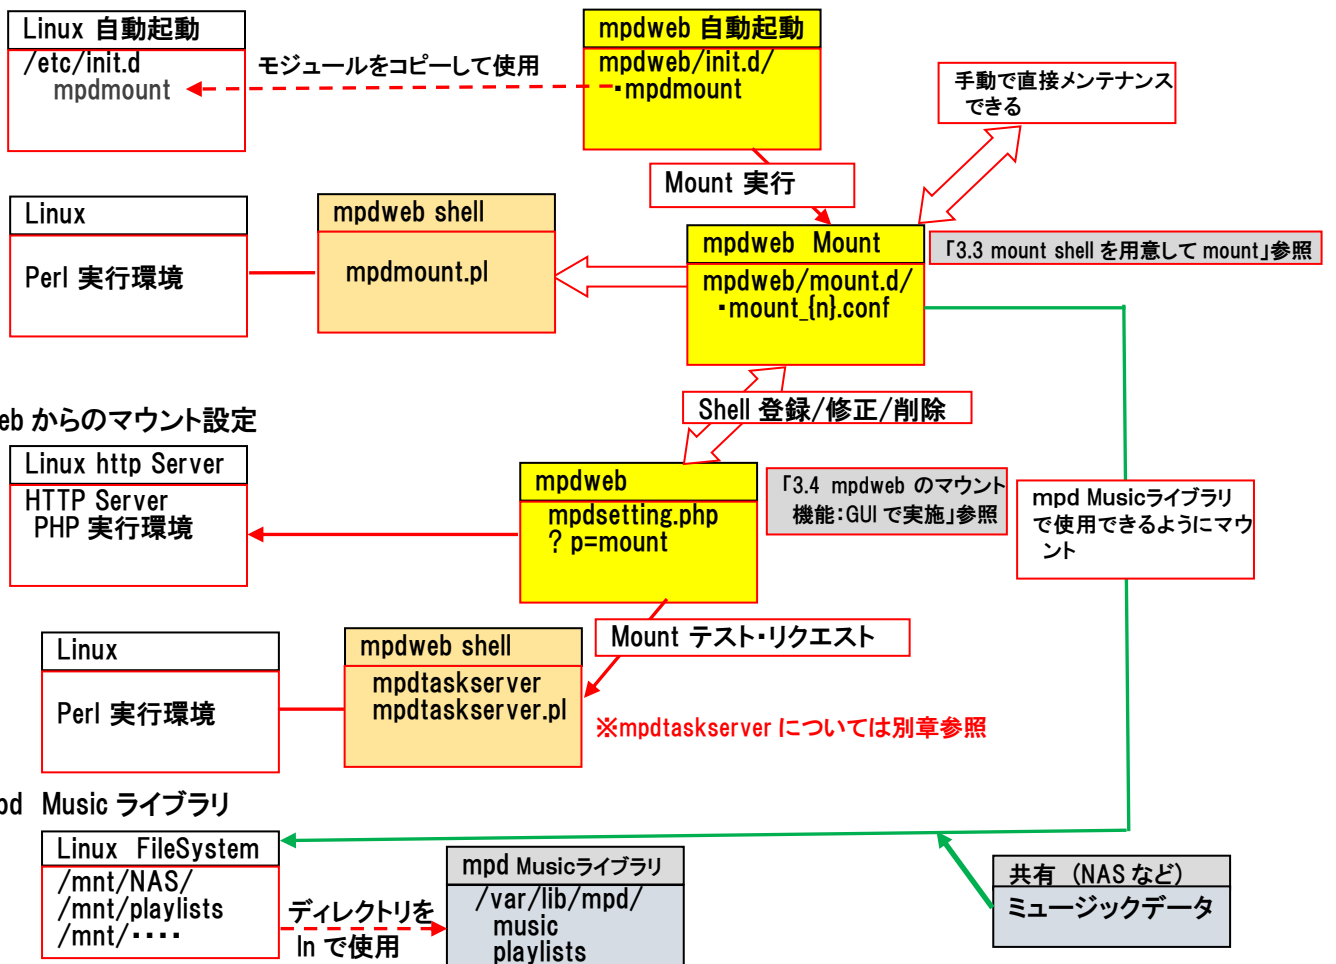 Linux 自動起動
/etc/init.d
mpdmount
モジュールをコピーして使用
mpdweb 自動起動
mpdweb/init.d/
・mpdmount
手動で直接メンテナンス
できる
Mount 実行
Linux
Perl 実行環境
mpdweb shell
mpdmount.pl
mpdweb Mount
mpdweb/mount.d/
・mount_{n}.conf
「3.3 mount shell を用意して mount」参照
Shell 登録/修正/削除
eb からのマウント設定
Linux http Server
HTTP Server
PHP 実行環境
mpdweb
mpdsetting.php
? p=mount
「3.4 mpdweb のマウント
機能:GUI で実施」参照
mpd Musicライブラリ
で使用できるようにマウ
ント
Mount テスト・リクエスト
Linux
Perl 実行環境
mpdweb shell
mpdtaskserver
mpdtaskserver.pl
※mpdtaskserver については別章参照
pd Music ライブラリ
Linux FileSystem
/mnt/NAS/
/mnt/playlists
/mnt/・・・・
ディレクトリを
ln で使用
mpd Musicライブラリ
/var/lib/mpd/
music
playlists
共有 (NAS など)
ミュージックデータ